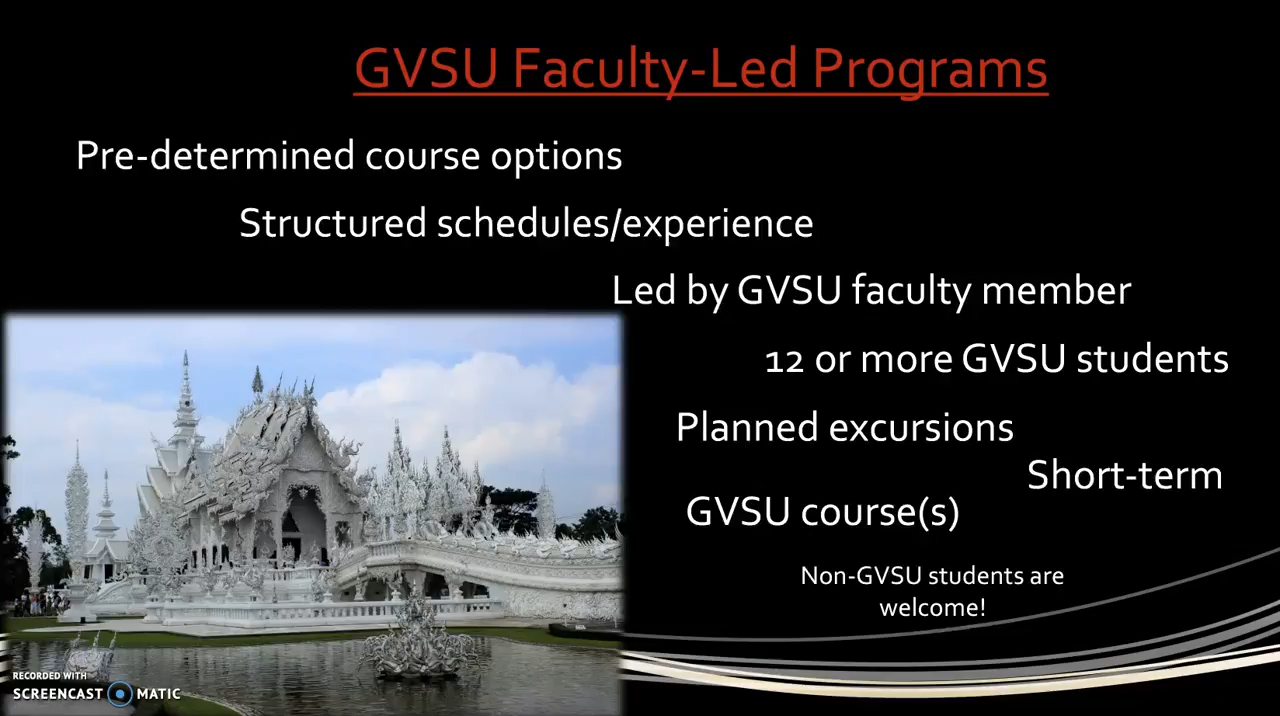 GVSU Faculty-Led Programs
Pre-determined course options
Structured schedules/experience
Led by GVSU faculty member
12 or more GVSU students
Planned excursions
Short-term
GVSU course(s)
Non-GVSU students are
welcome!
RECORDED WITH
SCREENCAST MATIC